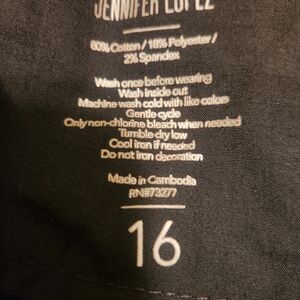 JENNIFER LOPEZ
80% Cotton / 18% Polyester /
2% Spandex
Wash once before wearing
Wash inside out
Machine wash cold with like colors
Gentle cycle
Only non-chlorine bleach when needed
Tumble dry low
Cool iron if needed
Do not iron decoration
Made in Cambodia
RN#73277
16